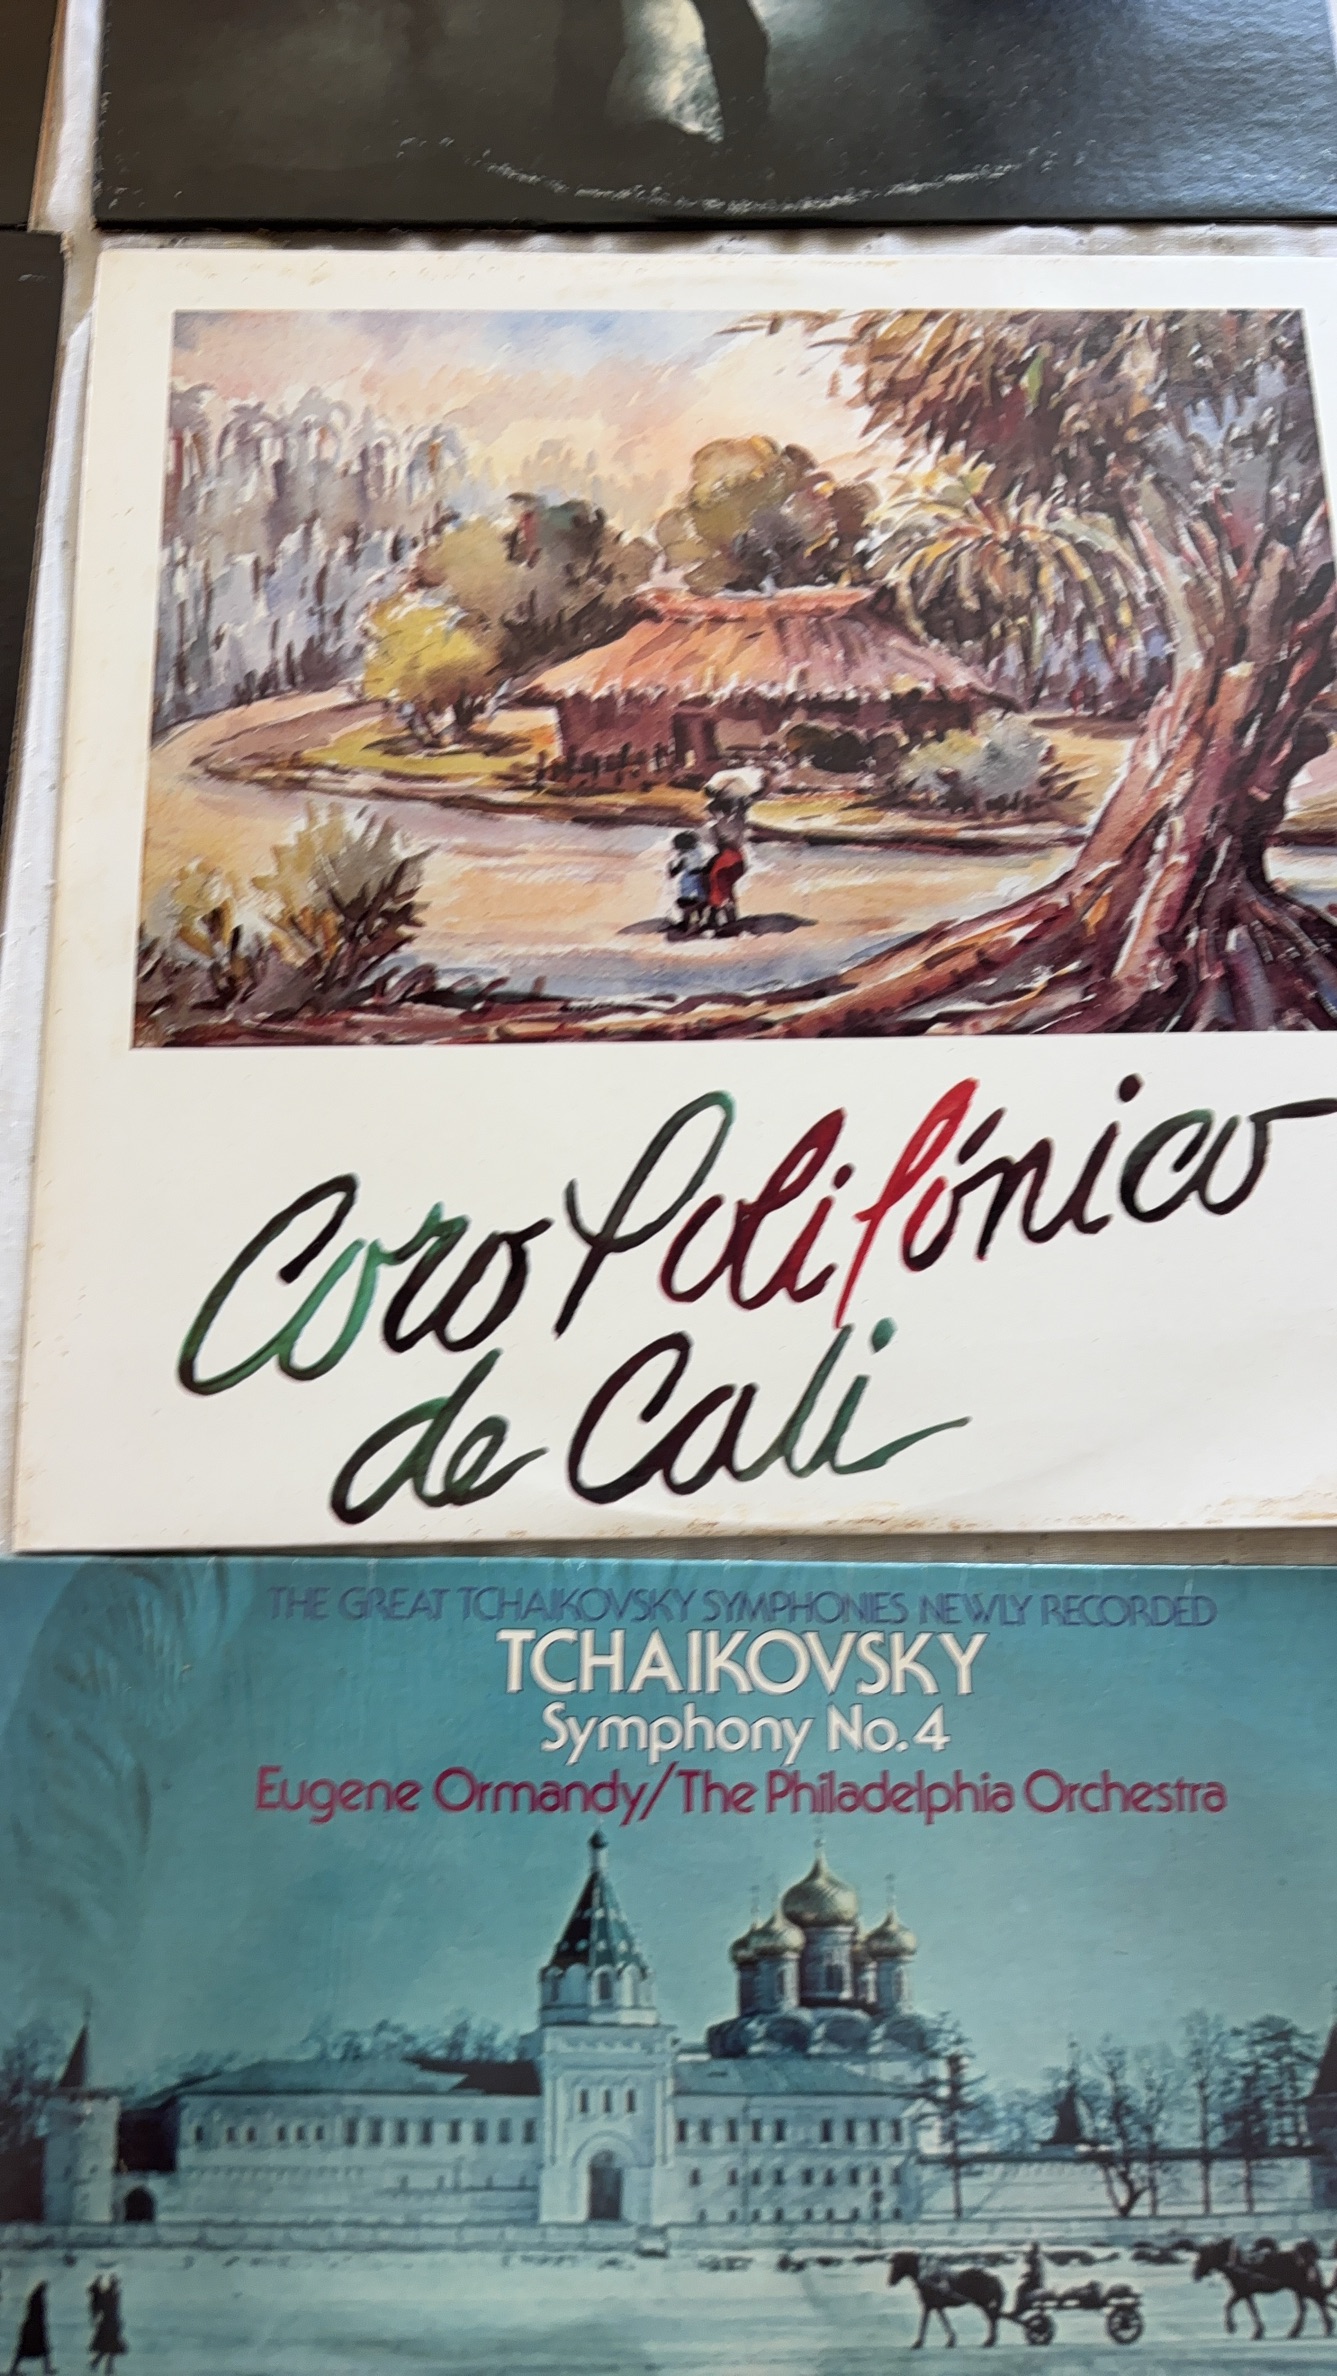 Coro Polifónico
de Cali
THE GREAT TCHAIKOVSKY SYMPHONIES NEWLY RECORDED
TCHAIKOVSKY
Symphony No. 4
Eugene Ormandy/The Philadelphia Orchestra